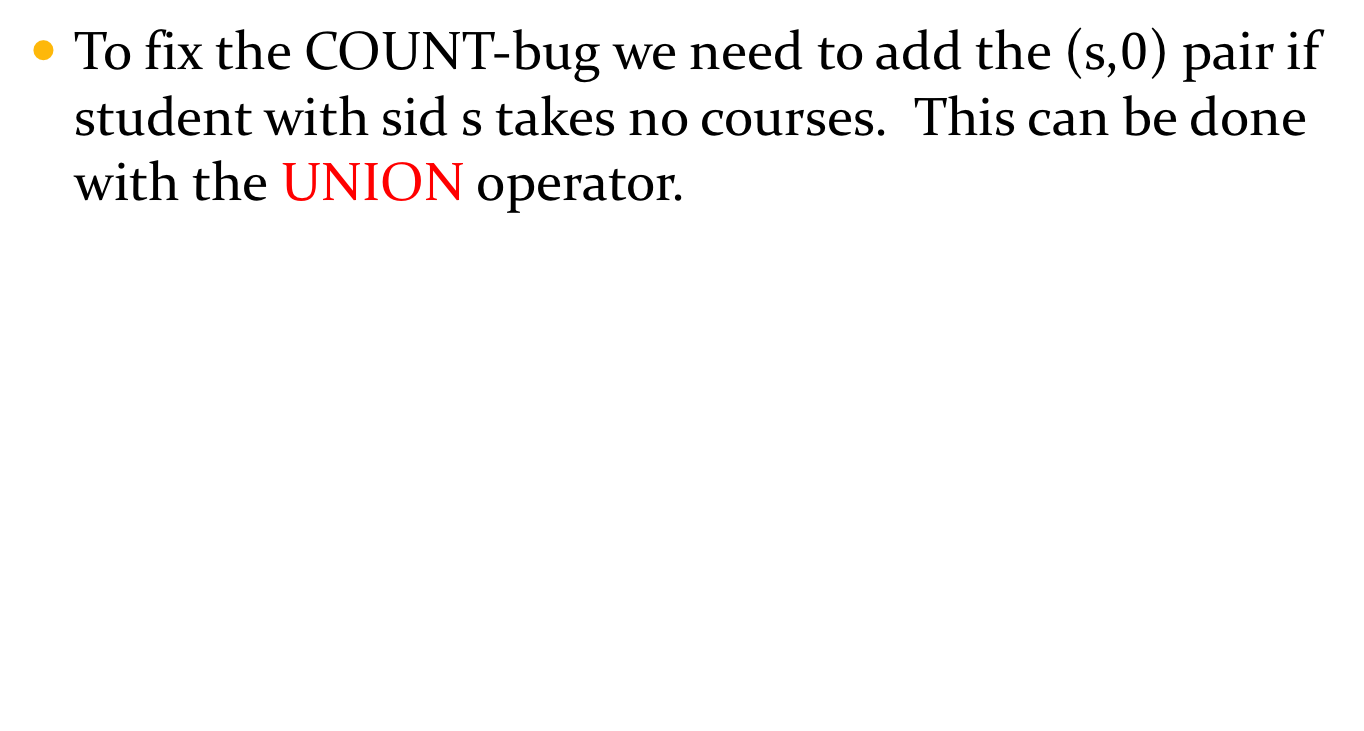 • To fix the COUNT-bug we need to add the (s,0) pair if
student with sid s takes no courses.  This can be done
with the UNION operator.